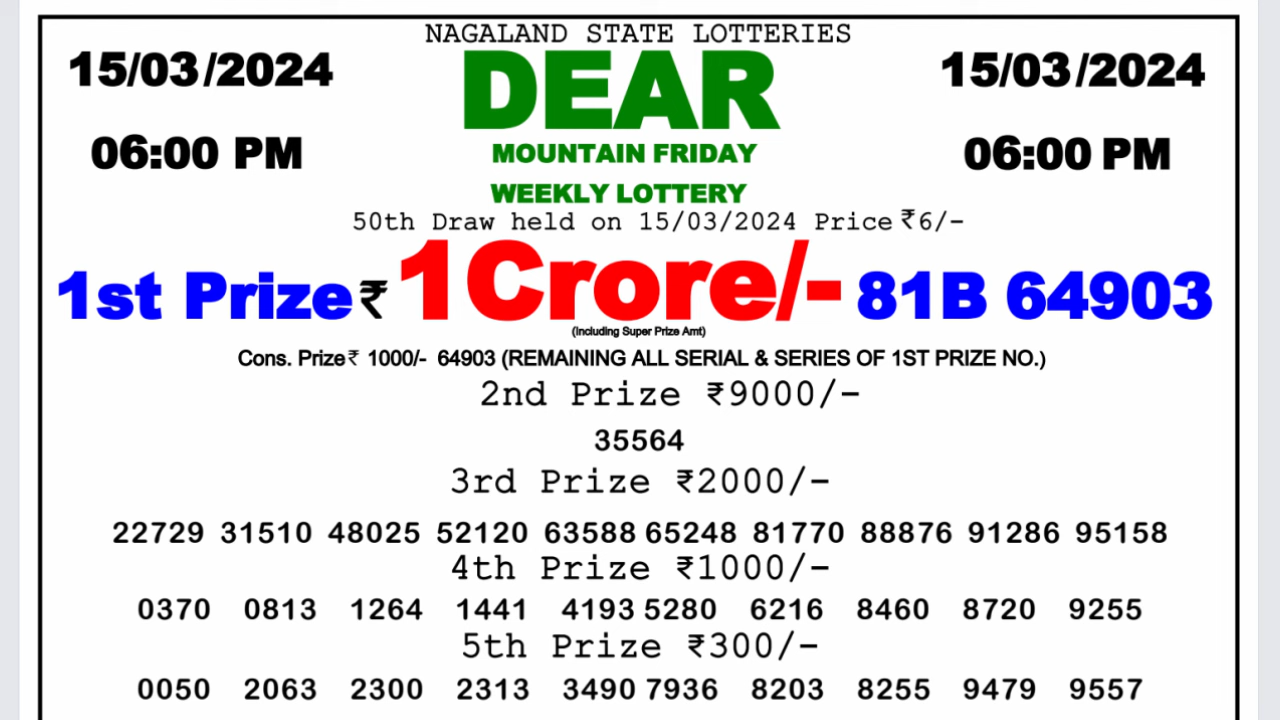 NAGALAND STATE LOTTERIES
15/03/2024 DEAR 15/03/2024
06:00 PM MOUNTAIN FRIDAY 06:00 PM
WEEKLY LOTTERY
50th Draw held on 15/03/2024 Price ₹6/-
1st Prize ₹ 1Crore/- 81B 64903
(Including Super Prize Amt)
Cons. Prize ₹ 1000/- 64903 (REMAINING ALL SERIAL & SERIES OF 1ST PRIZE NO.)
2nd Prize ₹9000/-
35564
3rd Prize ₹2000/-
22729 31510 48025 52120 63588 65248 81770 88876 91286 95158
4th Prize ₹1000/-
0370 0813 1264 1441 4193 5280 6216 8460 8720 9255
5th Prize ₹300/-
0050 2063 2300 2313 3490 7936 8203 8255 9479 9557